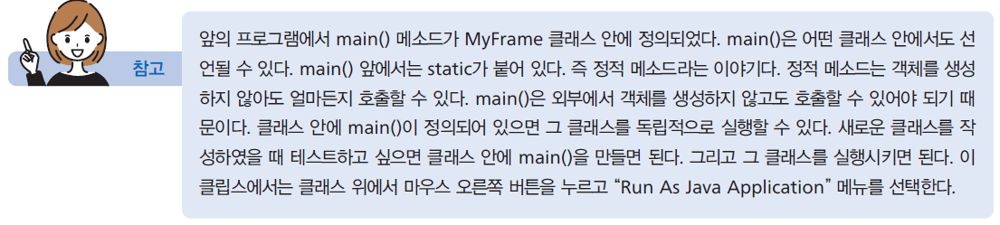 참고
앞의 프로그램에서 main() 메소드가 MyFrame 클래스 안에 정의되었다. main()은 어떤 클래스 안에서도 선
언될 수 있다. main() 앞에서는 static가 붙어 있다. 즉 정적 메소드라는 이야기다. 정적 메소드는 객체를 생성
하지 않아도 얼마든지 호출할 수 있다. main()은 외부에서 객체를 생성하지 않고도 호출할 수 있어야 되기 때
문이다. 클래스 안에 main()이 정의되어 있으면 그 클래스를 독립적으로 실행할 수 있다. 새로운 클래스를 작
성하였을 때 테스트하고 싶으면 클래스 안에 main()을 만들면 된다. 그리고 그 클래스를 실행시키면 된다. 이
클립스에서는 클래스 위에서 마우스 오른쪽 버튼을 누르고 “Run As Java Application” 메뉴를 선택한다.